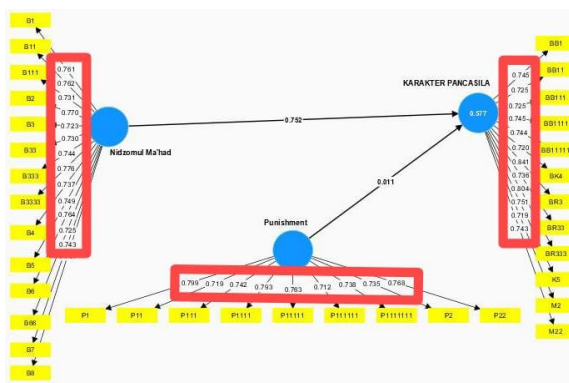 B1
B11
B111
B2
B3
B33
B333
B3333
B4
B5
B6
B66
B7
B8
0.761
0.762
0.731
0.770
0.723
0.730
0.744
0.776
0.737
0.749
0.764
0.725
0.743
Nidzomul Ma'had
0.752
KARAKTER PANCASILA
0.577
0.011
Punishment
0.799
0.719
0.742
0.793
0.763
0.712
0.738
0.735
0.768
P1
P11
P111
P1111
P11111
P111111
P1111111
P2
P22
0.745
0.725
0.725
0.745
0.744
0.720
0.841
0.736
0.804
0.751
0.719
0.743
BB1
BB11
BB111
BB1111
BB11111
BK4
BR3
BR33
BR333
K5
M2
M22